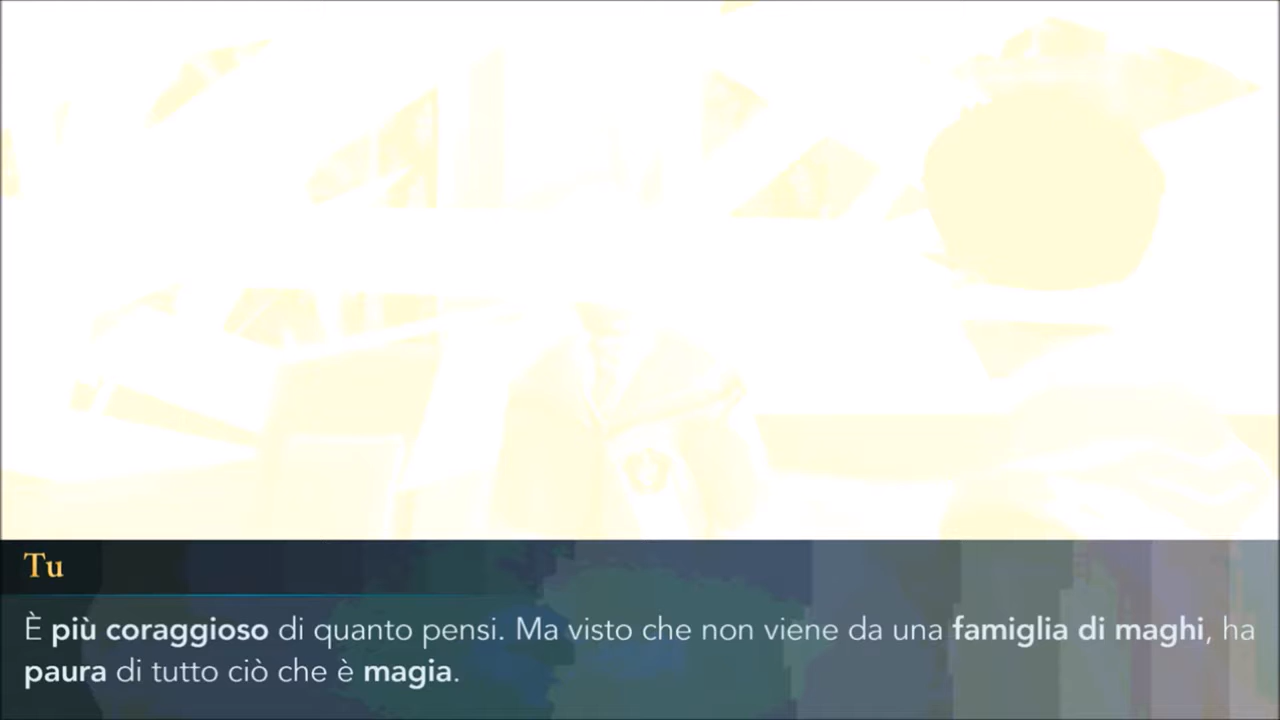 Tu
È più coraggioso di quanto pensi. Ma visto che non viene da una famiglia di maghi, ha
paura di tutto ciò che è magia.